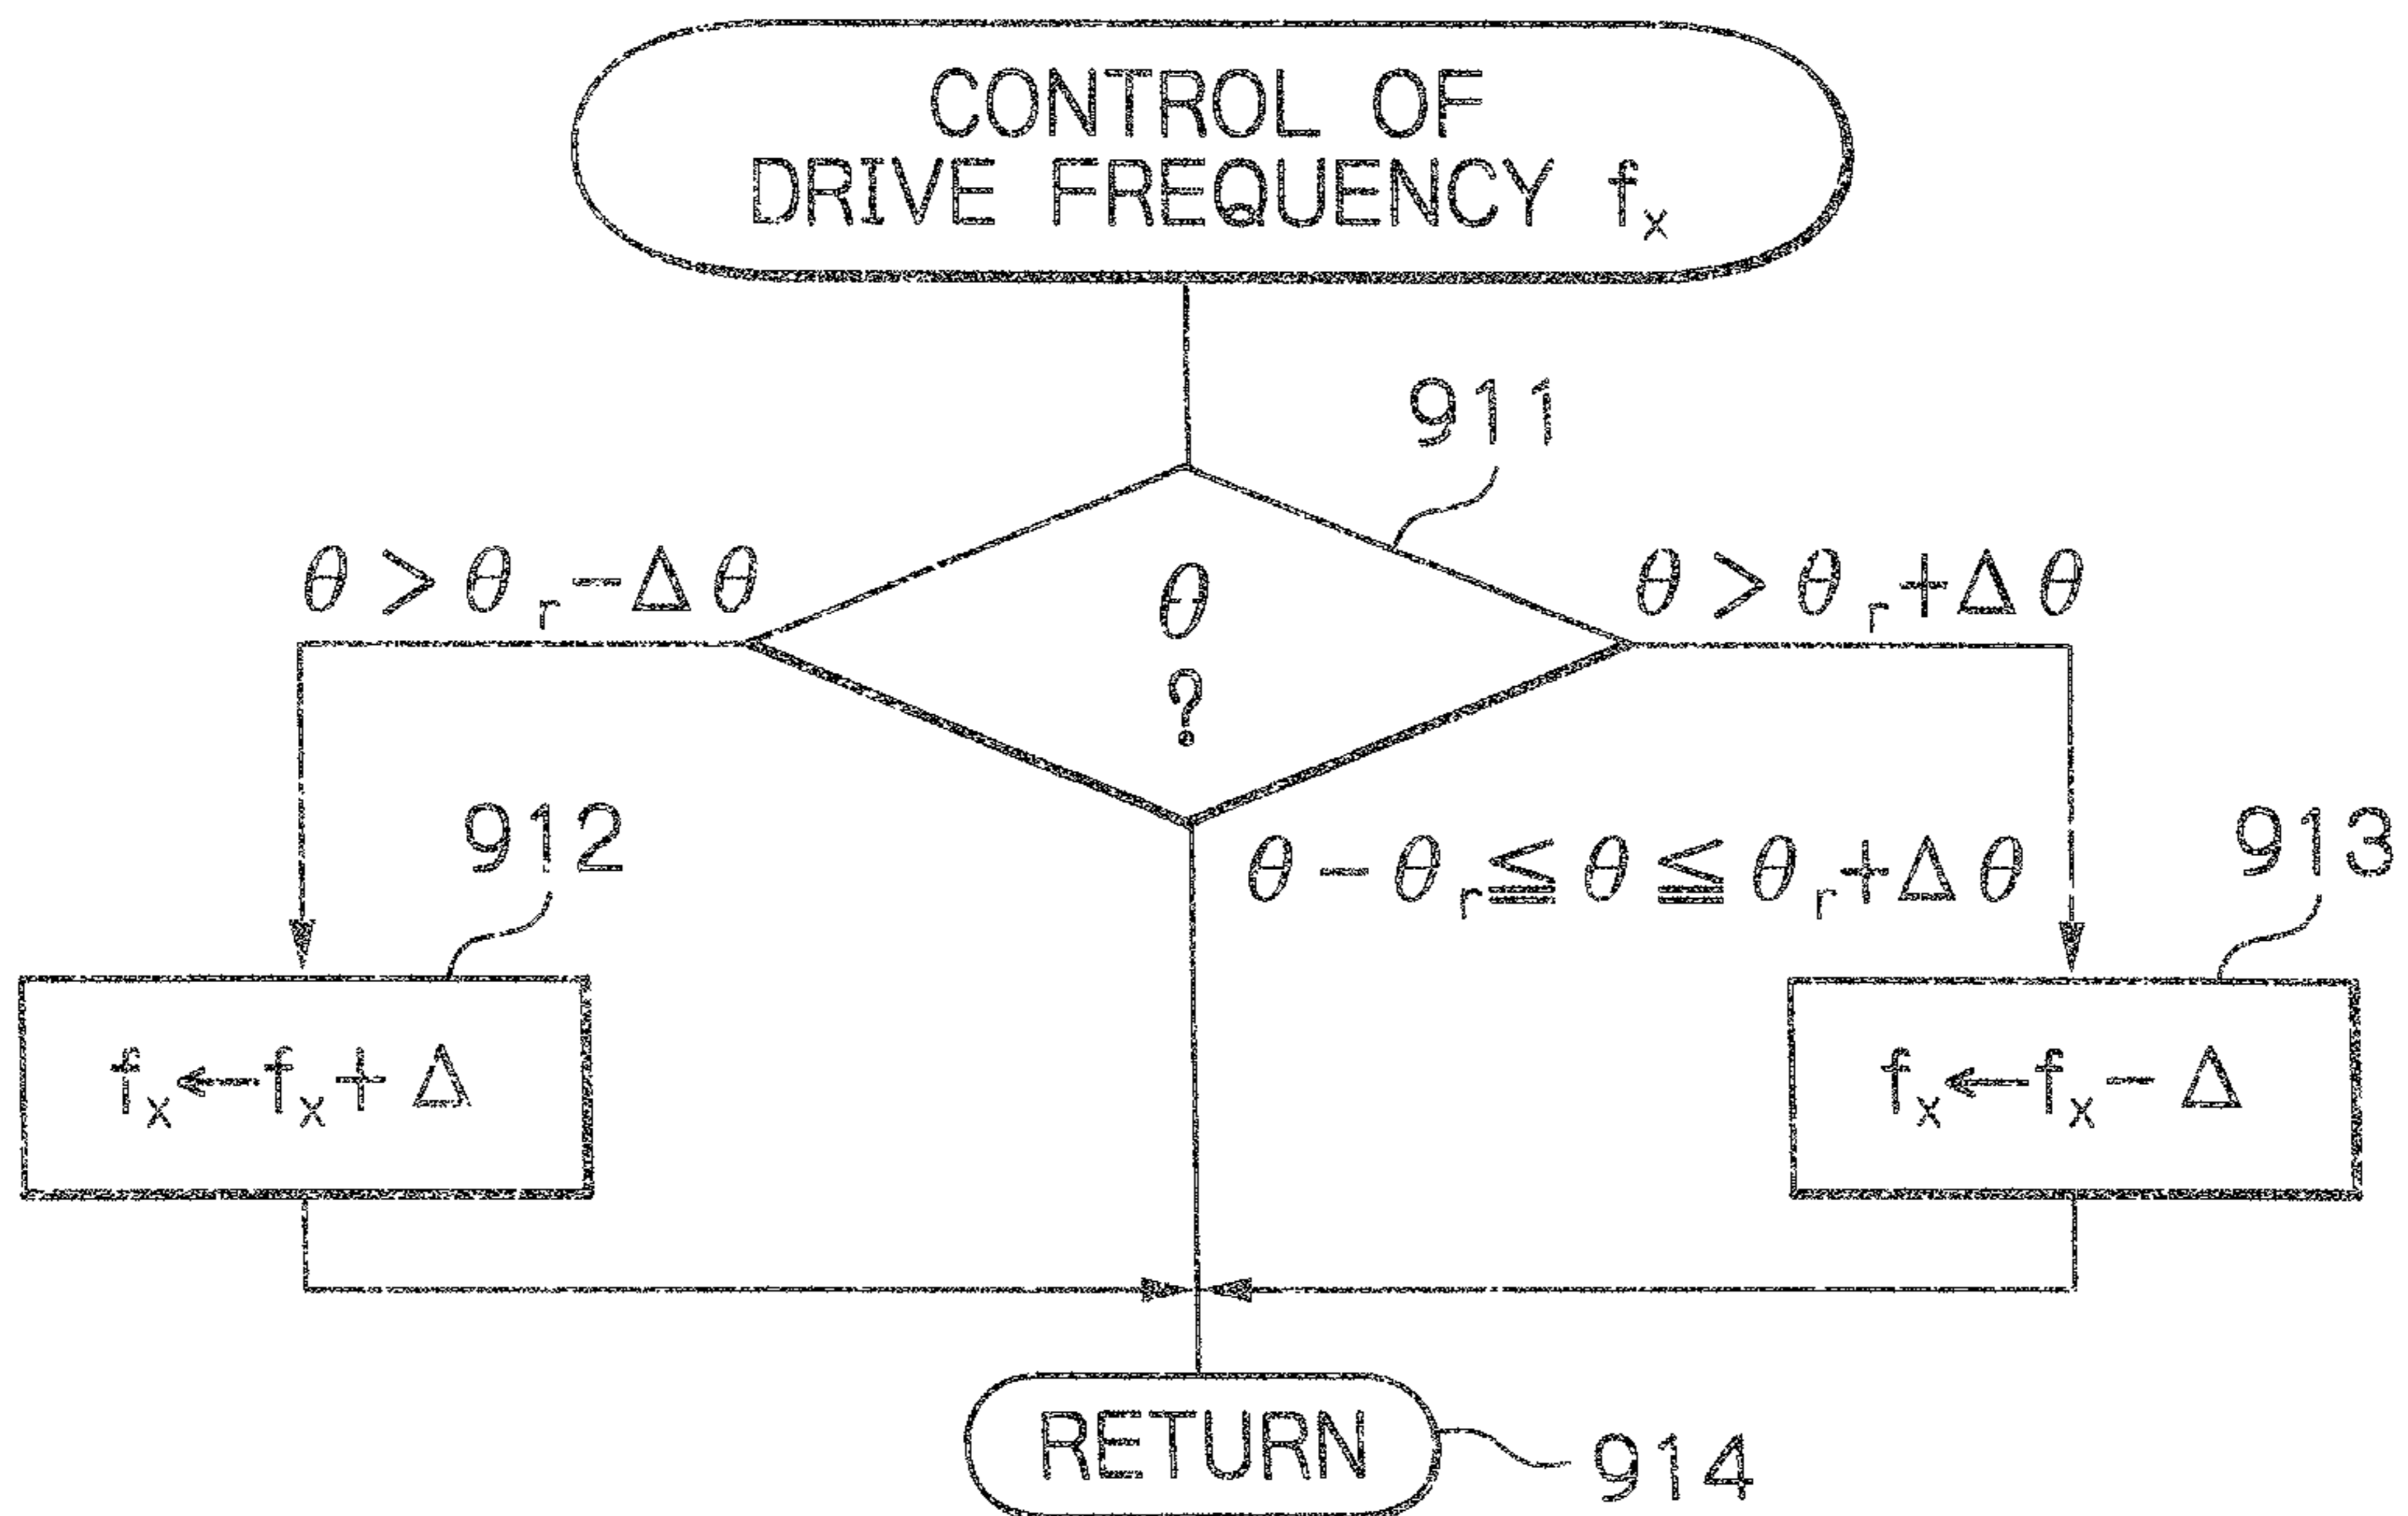 CONTROL OF
DRIVE FREQUENCY fₓ
911
θ > θᵣ-Δθ
θ
?
θ > θᵣ+Δθ
912
θ - θᵣ≦ θ ≦ θᵣ+Δθ
913
fₓ←fₓ+ Δ
fₓ←fₓ- Δ
RETURN
914